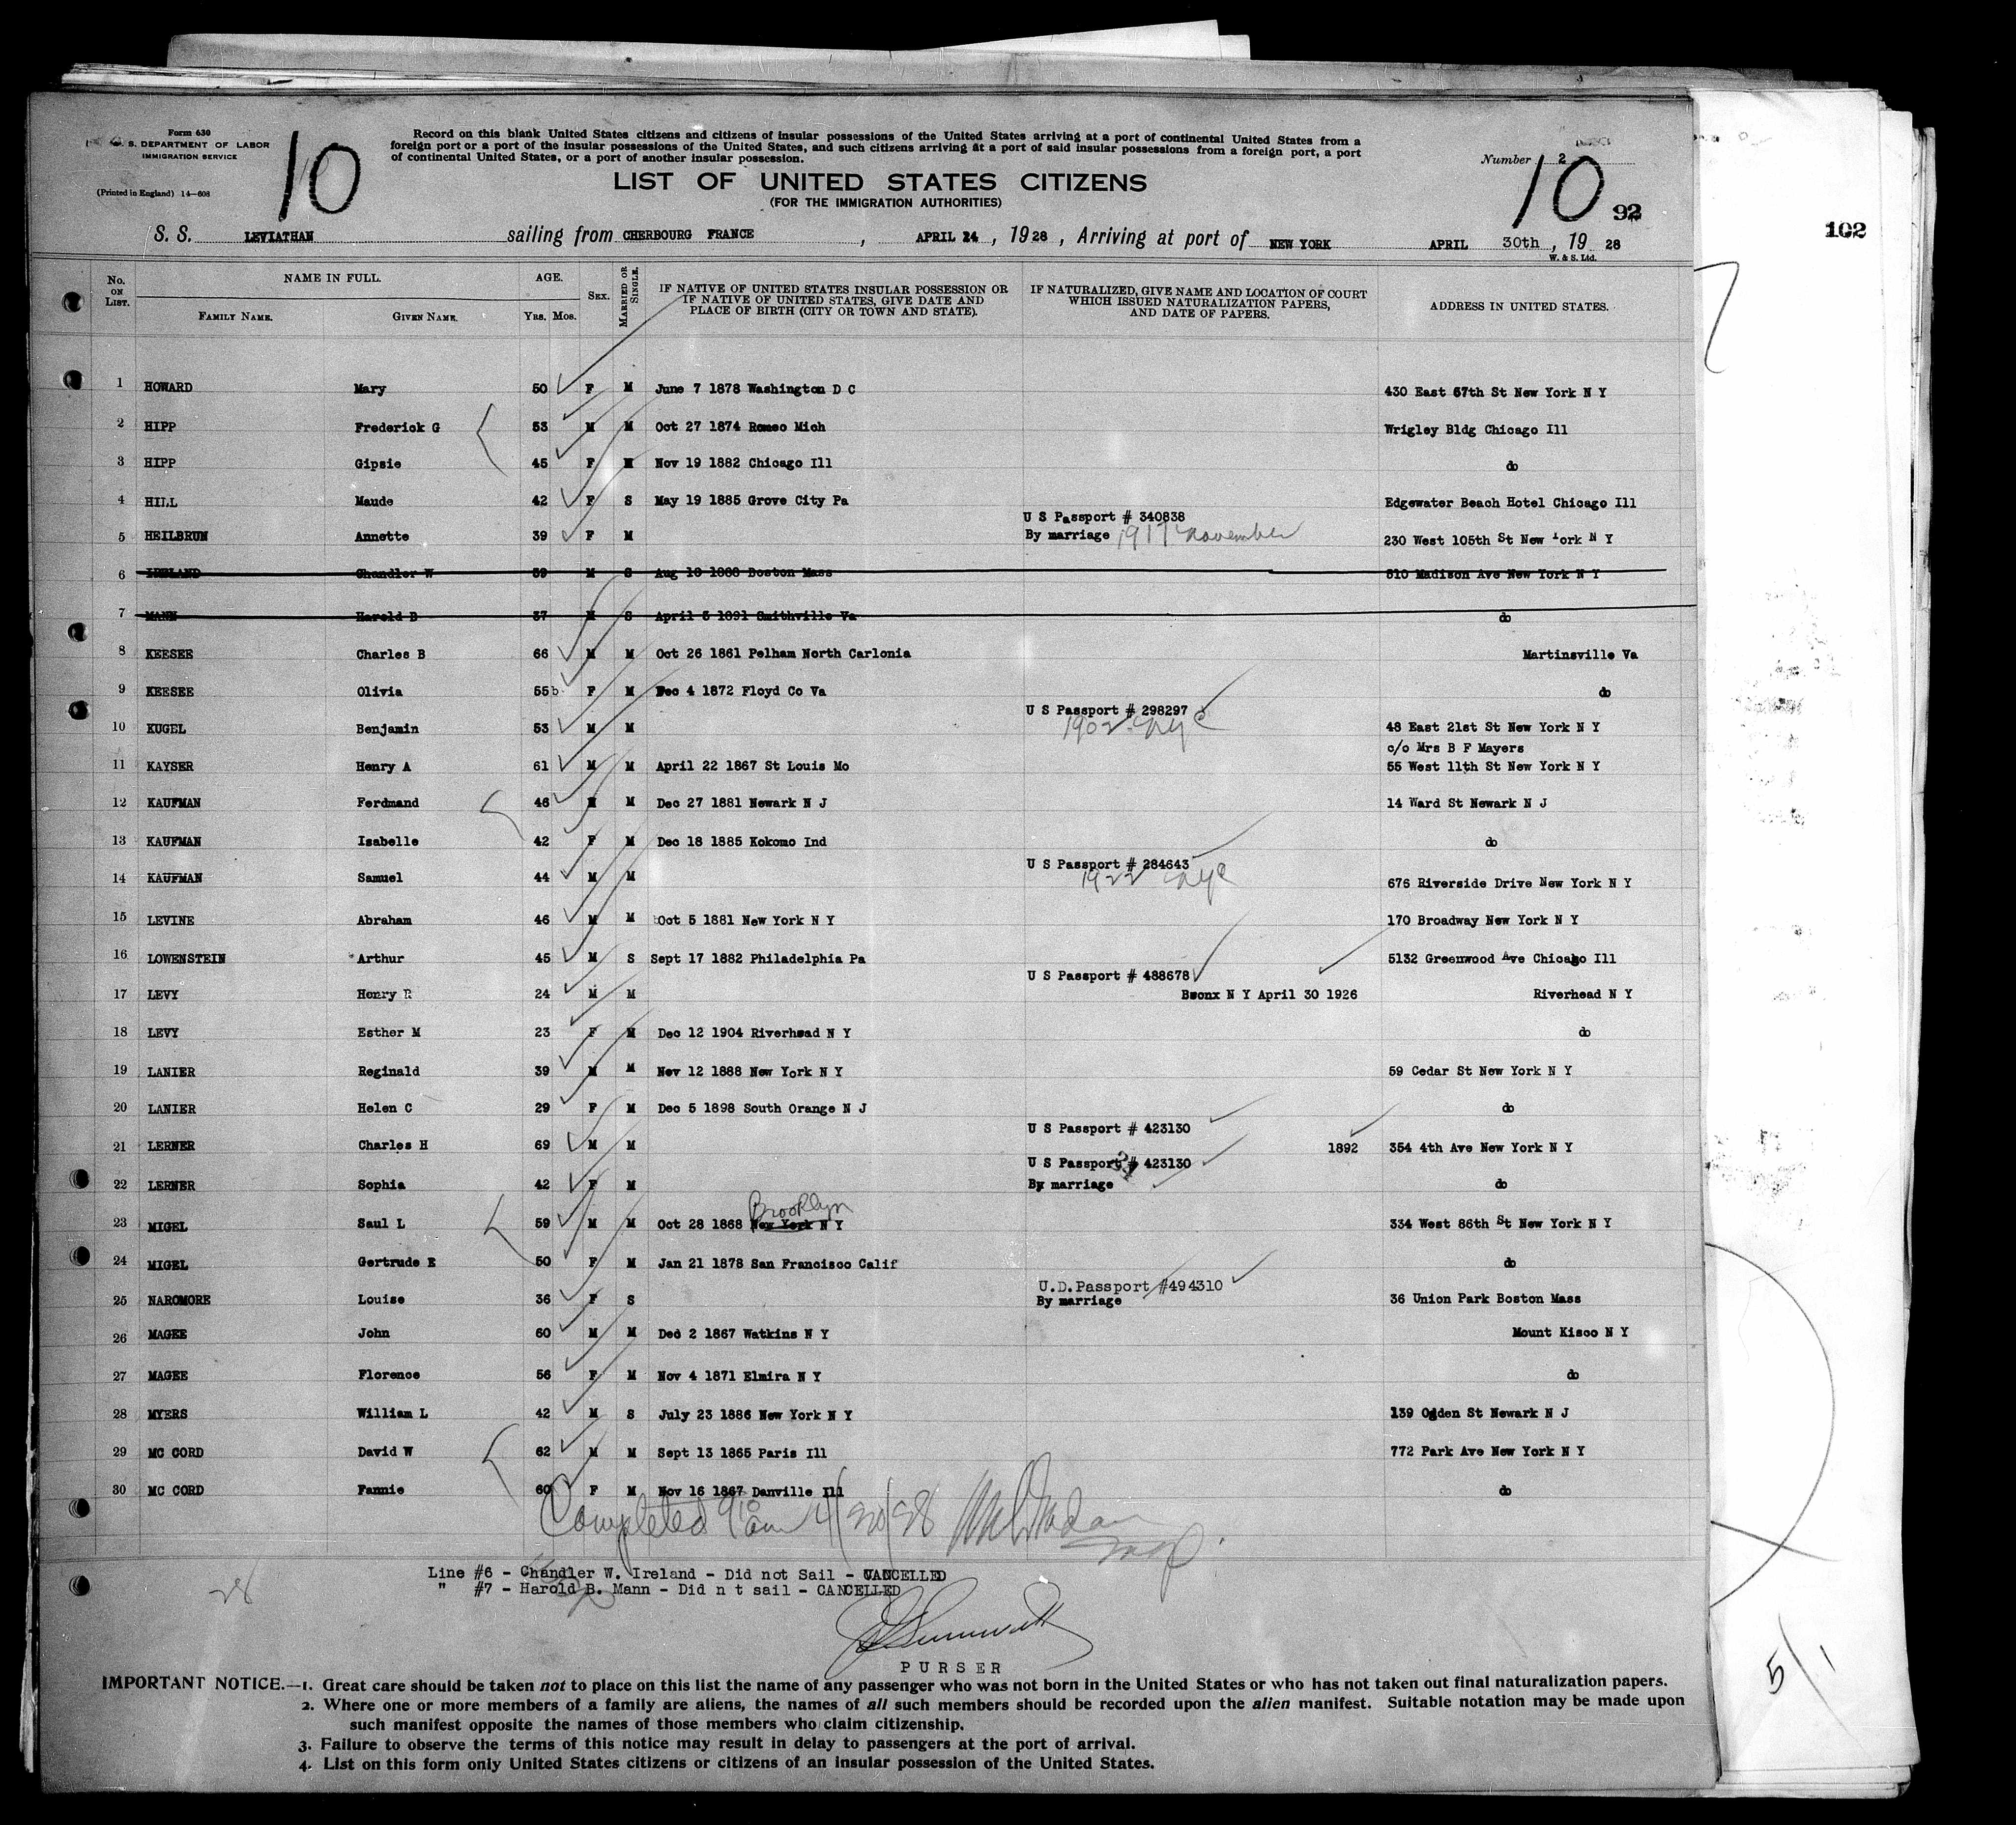 Form 630
S. DEPARTMENT OF LABOR
IMMIGRATION SERVICE
(Printed in England) 14—608
10
Record on this blank United States citizens and citizens of insular possessions of the United States arriving at a port of continental United States from a
foreign port or a port of the insular possessions of the United States, and such citizens arriving at a port of said insular possessions from a foreign port, a port
of continental United States, or a port of another insular possession.
Number 2
10
92
102
LIST OF UNITED STATES CITIZENS
(FOR THE IMMIGRATION AUTHORITIES)
S. S. LEVIATHAN sailing from CHERBOURG FRANCE , APRIL 24 , 1928 , Arriving at port of NEW YORK APRIL 30th , 19 28
W. & S. Ltd.
No. ON LIST. NAME IN FULL. FAMILY NAME. GIVEN NAME. AGE. YRS. MOS. SEX. MARRIED OR SINGLE. IF NATIVE OF UNITED STATES INSULAR POSSESSION OR IF NATIVE OF UNITED STATES, GIVE DATE AND PLACE OF BIRTH (CITY OR TOWN AND STATE). IF NATURALIZED, GIVE NAME AND LOCATION OF COURT WHICH ISSUED NATURALIZATION PAPERS, AND DATE OF PAPERS. ADDRESS IN UNITED STATES.
1 HOWARD Mary 50 F M June 7 1878 Washington D C 430 East 57th St New York N Y
2 HIPP Frederick G 53 M M Oct 27 1874 Romeo Mich Wrigley Bldg Chicago Ill
3 HIPP Gipsie 45 F M Nov 19 1882 Chicago Ill do
4 HILL Maude 42 F S May 19 1885 Grove City Pa Edgewater Beach Hotel Chicago Ill
U S Passport # 340838
5 HEILBRUN Annette 39 F M By marriage 1917 November 230 West 105th St New York N Y
6 IRELAND Chandler W 39 M S Aug 18 1888 Boston Mass 510 Madison Ave New York N Y
7 MANN Harold B 37 M S April 3 1891 Smithville Va do
8 KEESEE Charles B 66 M M Oct 26 1861 Pelham North Carlonia Martinsville Va
9 KEESEE Olivia 55 F M Dec 4 1872 Floyd Co Va do
U S Passport # 298297
10 KUGEL Benjamin 53 M M 1902 NYC 48 East 21st St New York N Y
c/o Mrs B F Mayers
11 KAYSER Henry A 61 M M April 22 1867 St Louis Mo 55 West 11th St New York N Y
12 KAUFMAN Ferdmand 46 M M Dec 27 1881 Newark N J 14 Ward St Newark N J
13 KAUFMAN Isabelle 42 F M Dec 18 1885 Kokomo Ind do
U S Passport # 284643
14 KAUFMAN Samuel 44 M M 1922 NYC 676 Riverside Drive New York N Y
15 LEVINE Abraham 46 M M Oct 5 1881 New York N Y 170 Broadway New York N Y
16 LOWENSTEIN Arthur 45 M S Sept 17 1882 Philadelphia Pa 5132 Greenwood Ave Chicago Ill
U S Passport # 488678
17 LEVY Henry R 24 M M Bronx N Y April 30 1926 Riverhead N Y
18 LEVY Esther M 23 F M Dec 12 1904 Riverhead N Y do
19 LANIER Reginald 39 M M Nov 12 1888 New York N Y 59 Cedar St New York N Y
20 LANIER Helen C 29 F M Dec 5 1898 South Orange N J do
U S Passport # 423130
21 LERNER Charles H 69 M M 1892 354 4th Ave New York N Y
U S Passport # 423130
22 LERNER Sophia 42 F M By marriage do
Brooklyn
23 MIGEL Saul L 59 M M Oct 28 1868 New York N Y 334 West 86th St New York N Y
24 MIGEL Gertrude E 50 F M Jan 21 1878 San Francisco Calif do
U.D.Passport #494310
25 NAROMORE Louise 36 F S By marriage 36 Union Park Boston Mass
26 MAGEE John 60 M M Ded 2 1867 Watkins N Y Mount Kisco N Y
27 MAGEE Florence 56 F M Nov 4 1871 Elmira N Y do
28 MYERS William L 42 M S July 23 1886 New York N Y 139 Ogden St Newark N J
29 MC CORD David W 62 M M Sept 13 1865 Paris Ill 772 Park Ave New York N Y
30 MC CORD Fannie 60 F M Nov 16 1867 Danville Ill do
Completed 9 10 am 4/30/28
28
Line #6 - Chandler W. Ireland - Did not Sail - CANCELLED
" #7 - Harold B. Mann - Did n t sail - CANCELLED
PURSER
IMPORTANT NOTICE.—1. Great care should be taken not to place on this list the name of any passenger who was not born in the United States or who has not taken out final naturalization papers.
2. Where one or more members of a family are aliens, the names of all such members should be recorded upon the alien manifest. Suitable notation may be made upon
such manifest opposite the names of those members who claim citizenship.
3. Failure to observe the terms of this notice may result in delay to passengers at the port of arrival.
4. List on this form only United States citizens or citizens of an insular possession of the United States.
5/1